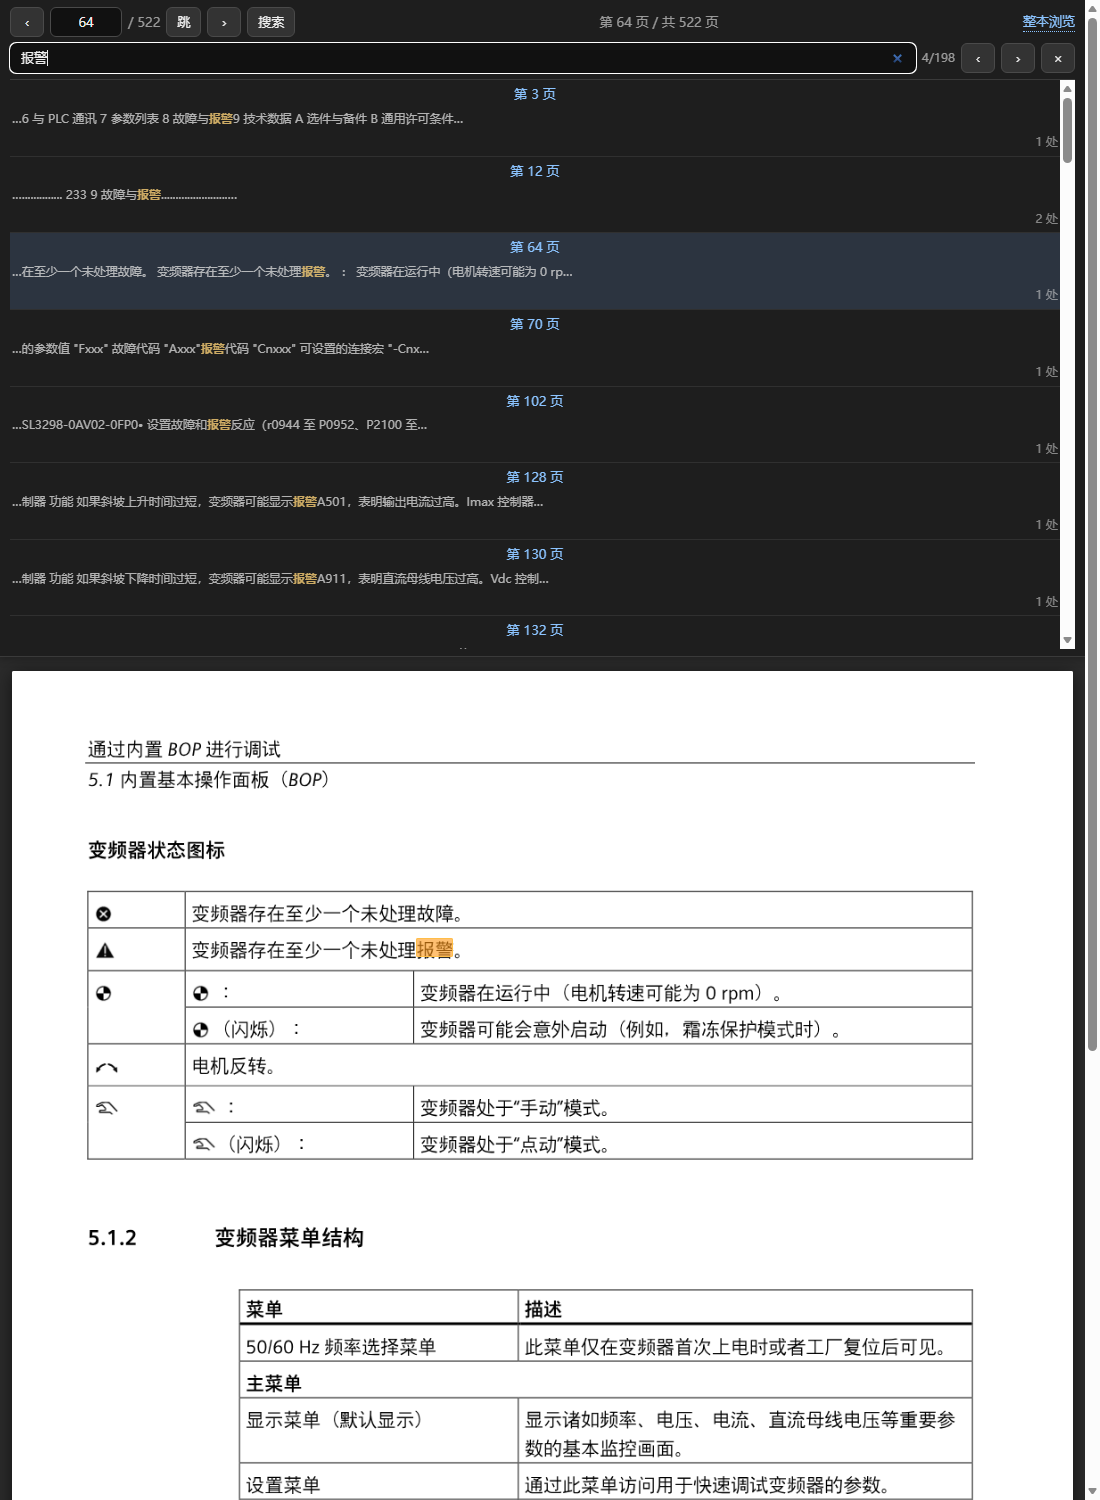 ‹ 64 / 522 跳 › 搜索 第 64 页 / 共 522 页 整本浏览
报警 × 4/198 ‹ › ×
第 3 页
...6 与 PLC 通讯 7 参数列表 8 故障与报警9 技术数据 A 选件与备件 B 通用许可条件...
1 处
第 12 页
................. 233 9 故障与报警..........................
2 处
第 64 页
...在至少一个未处理故障。 变频器存在至少一个未处理报警。 : 变频器在运行中（电机转速可能为 0 rp...
1 处
第 70 页
...的参数值 "Fxxx" 故障代码 "Axxx"报警代码 "Cnxxx" 可设置的连接宏 "-Cnx...
1 处
第 102 页
...SL3298-0AV02-0FP0• 设置故障和报警反应（r0944 至 P0952、P2100 至...
1 处
第 128 页
...制器 功能 如果斜坡上升时间过短，变频器可能显示报警A501，表明输出电流过高。Imax 控制器...
1 处
第 130 页
...制器 功能 如果斜坡下降时间过短，变频器可能显示报警A911，表明直流母线电压过高。Vdc 控制...
1 处
第 132 页
通过内置 BOP 进行调试
5.1 内置基本操作面板（BOP）
变频器状态图标
变频器存在至少一个未处理故障。
变频器存在至少一个未处理报警。
： 变频器在运行中（电机转速可能为 0 rpm）。
（闪烁）： 变频器可能会意外启动（例如，霜冻保护模式时）。
电机反转。
： 变频器处于“手动”模式。
（闪烁）： 变频器处于“点动”模式。
5.1.2 变频器菜单结构
菜单 描述
50/60 Hz 频率选择菜单 此菜单仅在变频器首次上电时或者工厂复位后可见。
主菜单
显示菜单（默认显示） 显示诸如频率、电压、电流、直流母线电压等重要参
数的基本监控画面。
设置菜单 通过此菜单访问用于快速调试变频器的参数。